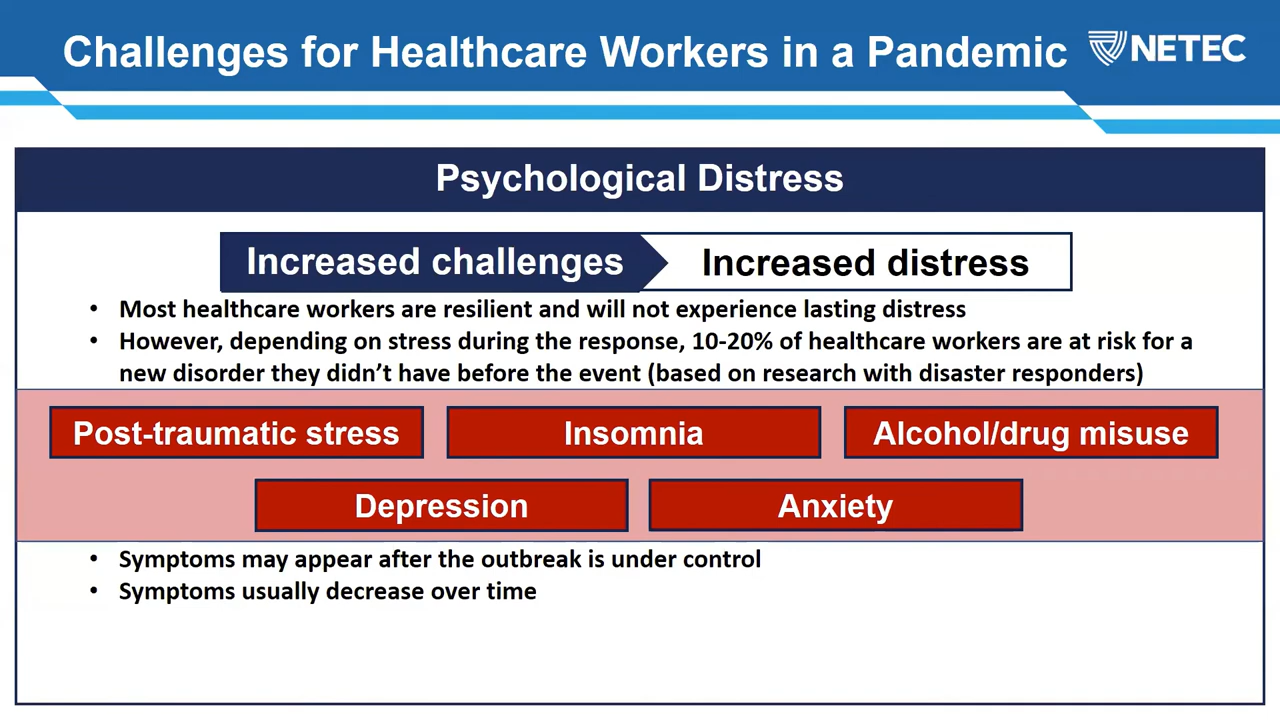 Challenges for Healthcare Workers in a Pandemic
NETEC
Psychological Distress
Increased challenges
Increased distress
• Most healthcare workers are resilient and will not experience lasting distress
• However, depending on stress during the response, 10-20% of healthcare workers are at risk for a
new disorder they didn’t have before the event (based on research with disaster responders)
Post-traumatic stress
Insomnia
Alcohol/drug misuse
Depression
Anxiety
• Symptoms may appear after the outbreak is under control
• Symptoms usually decrease over time